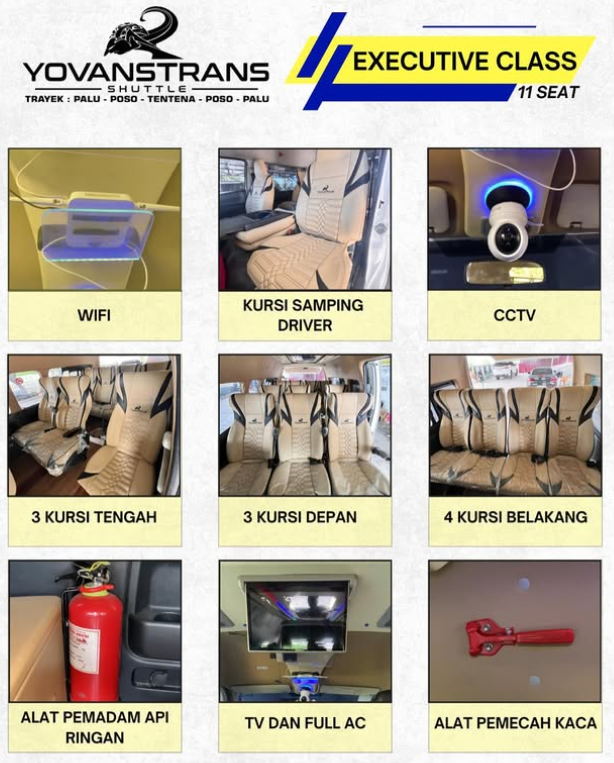 YOVANSTRANS
SHUTTLE
TRAYEK : PALU - POSO - TENTENA - POSO - PALU
EXECUTIVE CLASS
11 SEAT
WIFI
KURSI SAMPING
DRIVER
CCTV
3 KURSI TENGAH
3 KURSI DEPAN
4 KURSI BELAKANG
ALAT PEMADAM API
RINGAN
TV DAN FULL AC
ALAT PEMECAH KACA